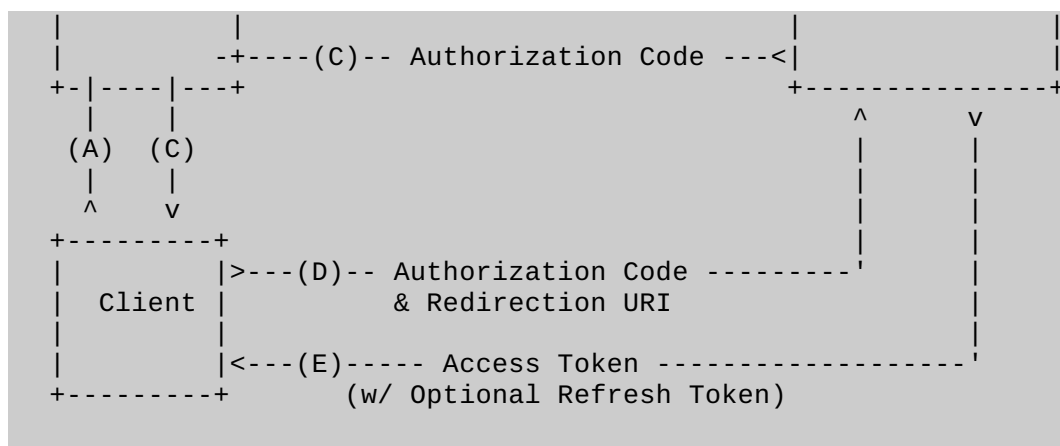 |         |                                  |               |
|        -+----(C)-- Authorization Code ---<|               |
+-|----|---+                                +---------------+
|    |                                         ^      v
(A)  (C)                                        |      |
|    |                                         |      |
^    v                                         |      |
+---------+                                      |      |
|         |>---(D)-- Authorization Code ---------'      |
|  Client |          & Redirection URI                  |
|         |                                             |
|         |<---(E)----- Access Token -------------------'
+---------+       (w/ Optional Refresh Token)